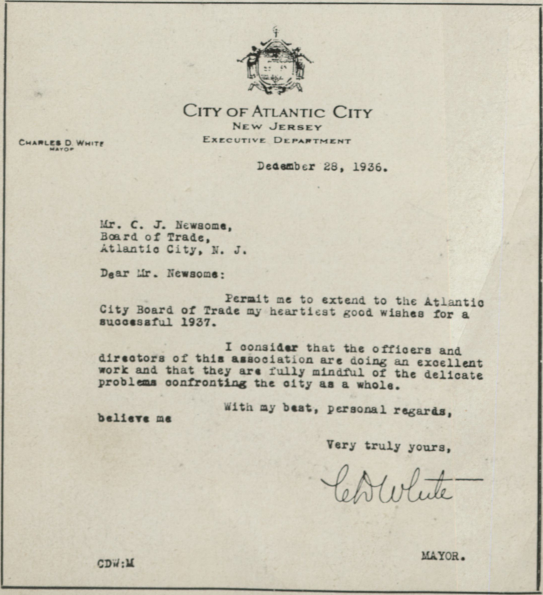 CITY OF ATLANTIC CITY
NEW JERSEY
EXECUTIVE DEPARTMENT
CHARLES D. WHITE
MAYOR
December 28, 1936.
Mr. C. J. Newsome,
Board of Trade,
Atlantic City, N. J.
Dear Mr. Newsome:
Permit me to extend to the Atlantic
City Board of Trade my heartiest good wishes for a
successful 1937.
I consider that the officers and
directors of this association are doing an excellent
work and that they are fully mindful of the delicate
problems confronting the city as a whole.
With my best, personal regards,
believe me
Very truly yours,
CDWhite
MAYOR.
CDW:M